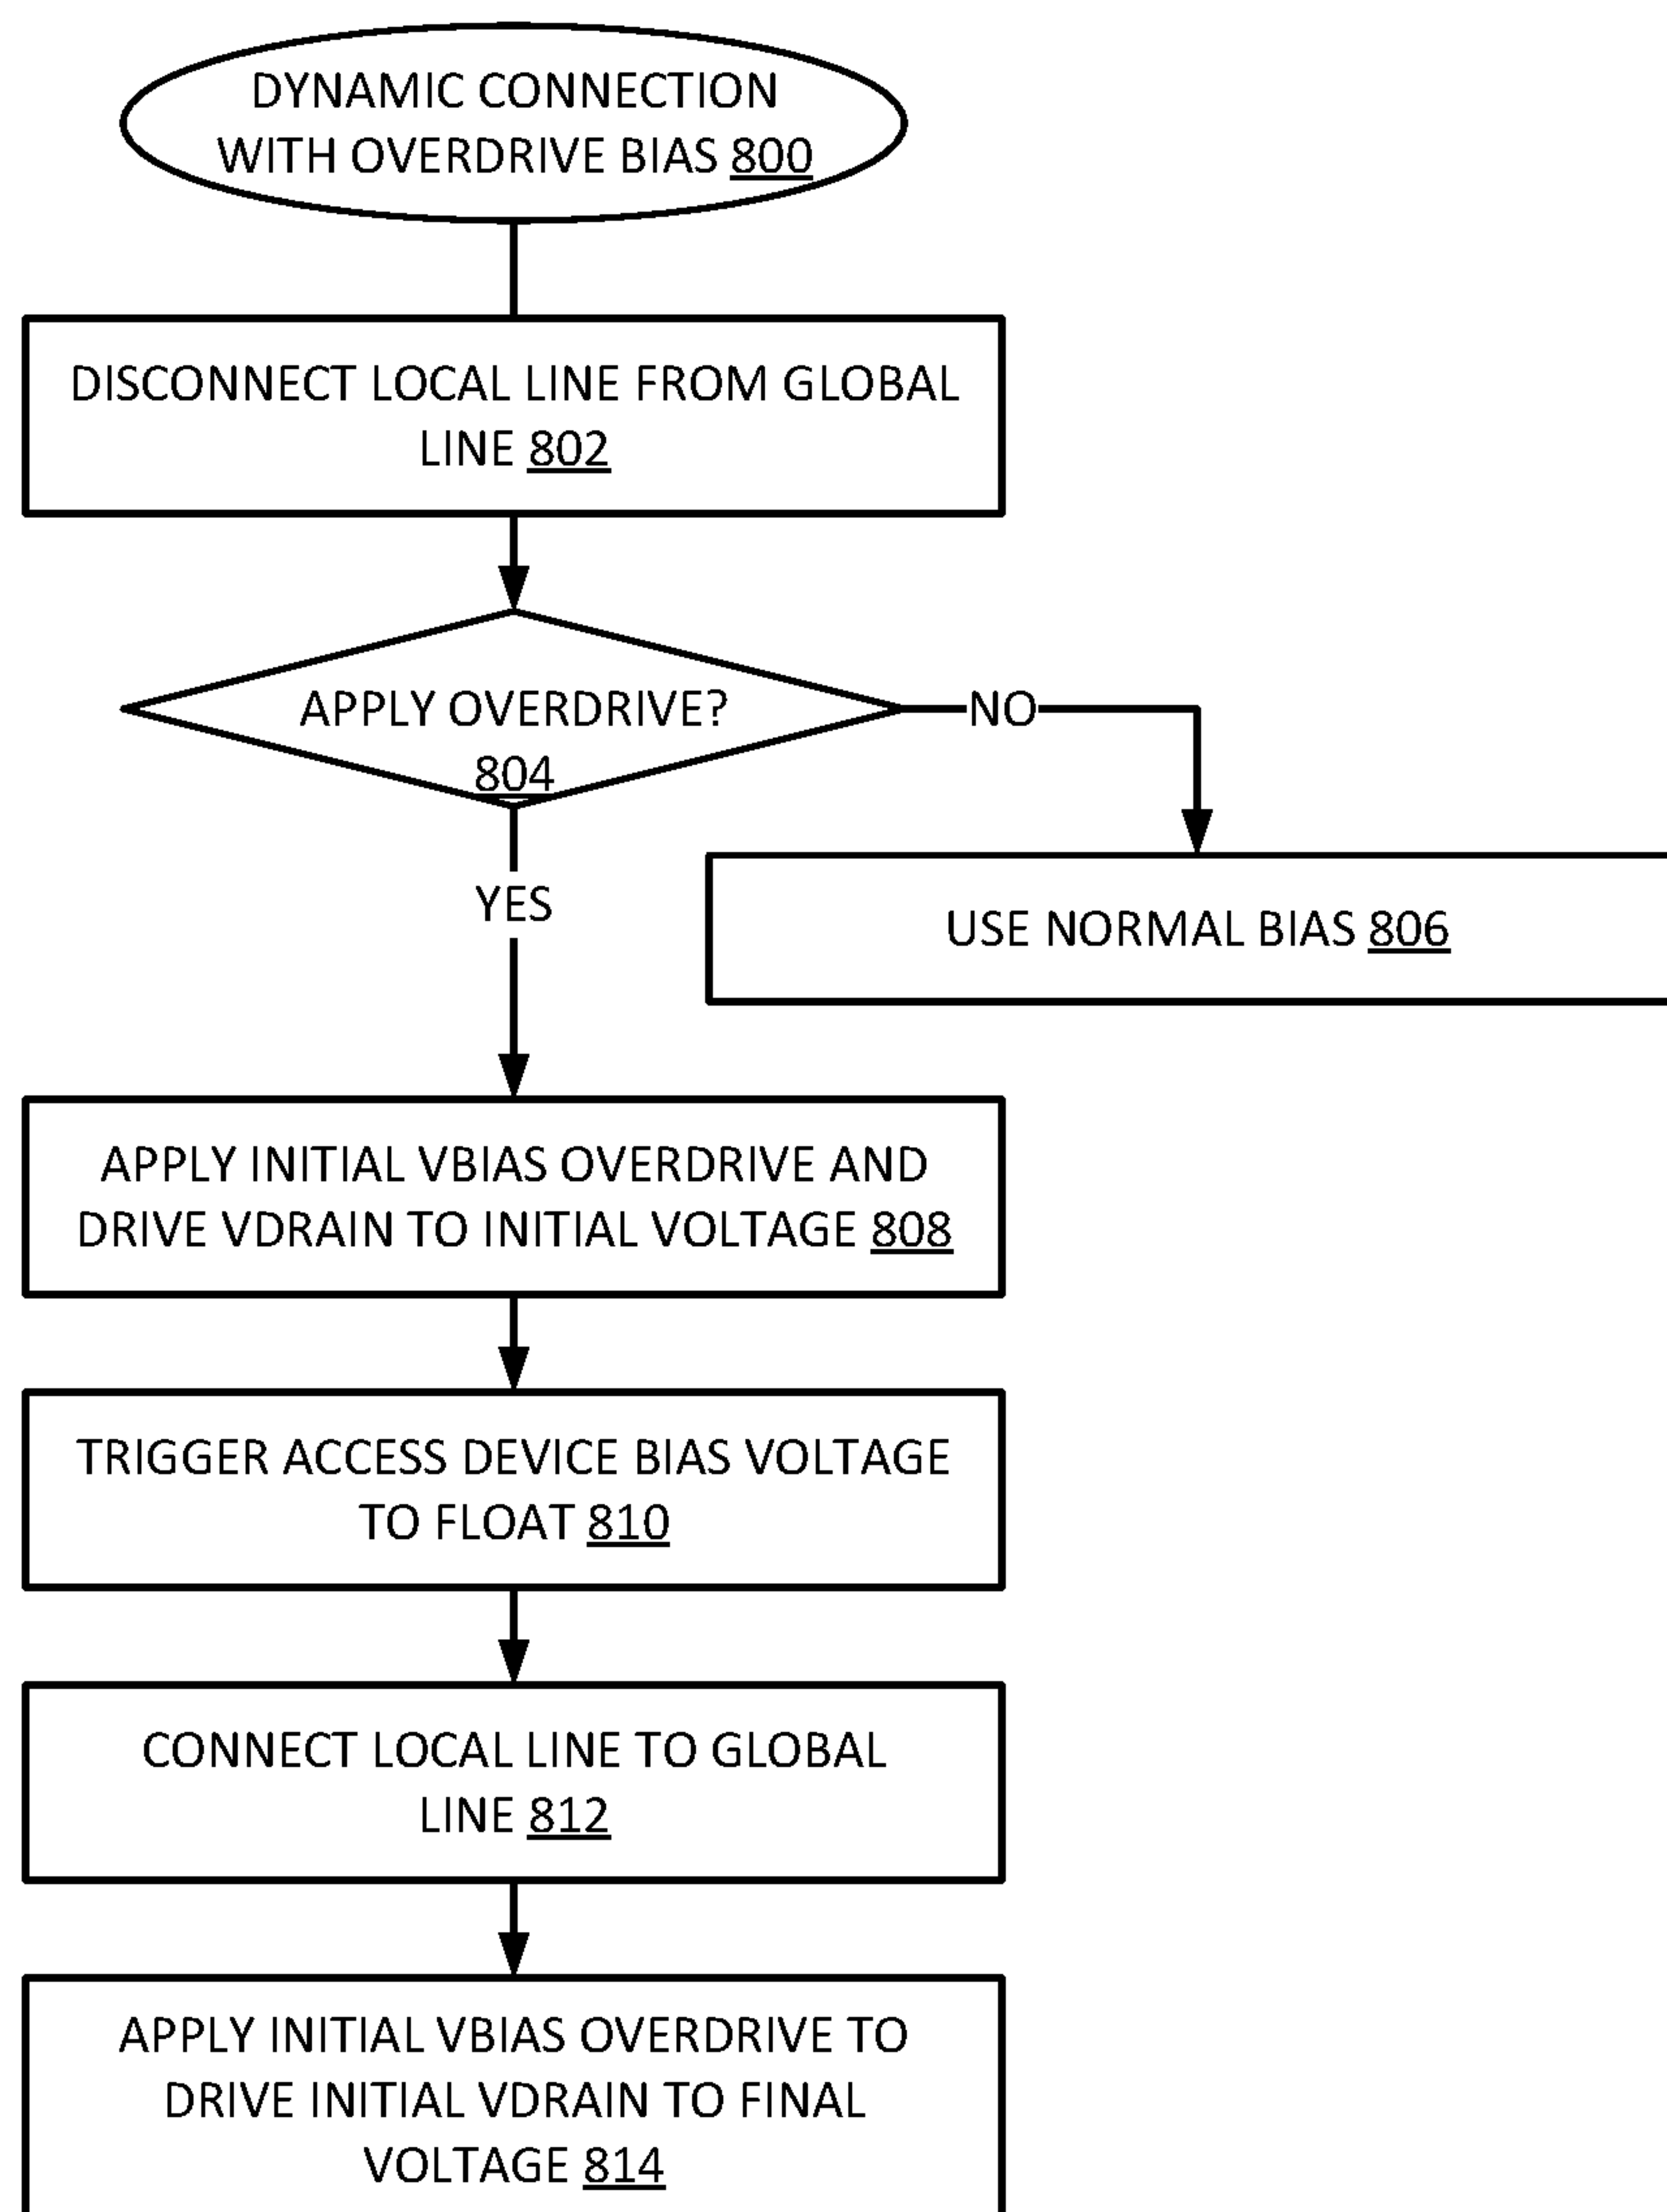 DYNAMIC CONNECTION
WITH OVERDRIVE BIAS 800
DISCONNECT LOCAL LINE FROM GLOBAL
LINE 802
APPLY OVERDRIVE?
804
NO
YES
USE NORMAL BIAS 806
APPLY INITIAL VBIAS OVERDRIVE AND
DRIVE VDRAIN TO INITIAL VOLTAGE 808
TRIGGER ACCESS DEVICE BIAS VOLTAGE
TO FLOAT 810
CONNECT LOCAL LINE TO GLOBAL
LINE 812
APPLY INITIAL VBIAS OVERDRIVE TO
DRIVE INITIAL VDRAIN TO FINAL
VOLTAGE 814